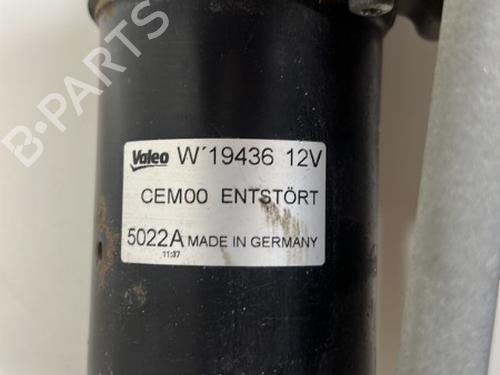 B-PARTS
Valeo W´19436 12V
CEM00 ENTSTÖRT
5022A MADE IN GERMANY
11:37